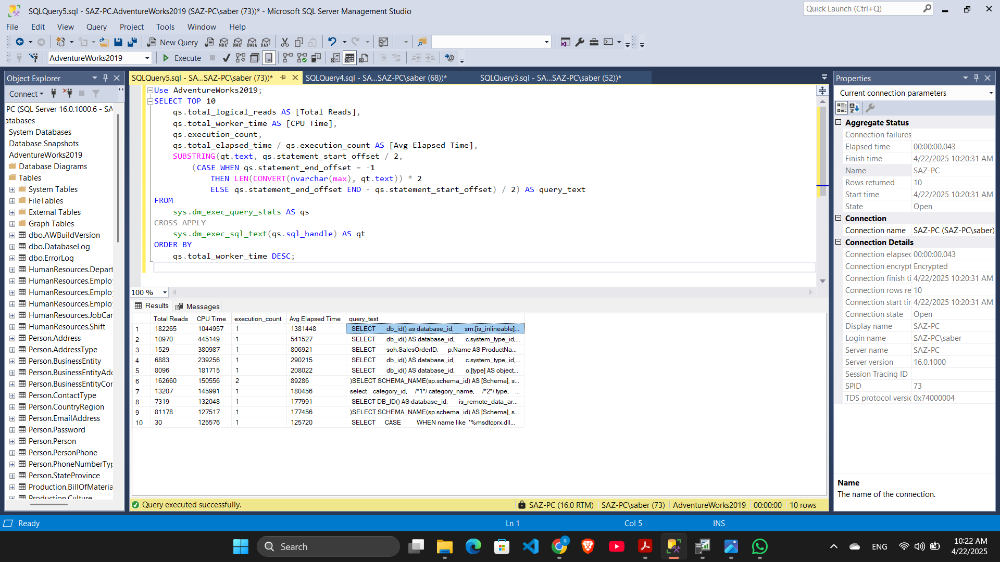 SQLQuery5.sql - SAZ-PC.AdventureWorks2019 (SAZ-PC\saber (73))* - Microsoft SQL Server Management Studio
Quick Launch (Ctrl+Q)
File Edit View Query Project Tools Window Help
New Query
MDX DMX XMLA DAX
AdventureWorks2019
Execute
Object Explorer
Connect
PC (SQL Server 16.0.1000.6 - SA
atabases
System Databases
Database Snapshots
AdventureWorks2019
Database Diagrams
Tables
System Tables
FileTables
External Tables
Graph Tables
dbo.AWBuildVersion
dbo.DatabaseLog
dbo.ErrorLog
HumanResources.Depart
HumanResources.Emplo
HumanResources.Emplo
HumanResources.Emplo
HumanResources.JobCar
HumanResources.Shift
Person.Address
Person.AddressType
Person.BusinessEntity
Person.BusinessEntityAdd
Person.BusinessEntityCor
Person.ContactType
Person.CountryRegion
Person.EmailAddress
Person.Password
Person.Person
Person.PersonPhone
Person.PhoneNumberTyp
Person.StateProvince
Production.BillOfMateria
Production.Culture
SQLQuery5.sql - SA...SAZ-PC\saber (73))*
SQLQuery4.sql - SA...SAZ-PC\saber (68))*
SQLQuery3.sql - SA...SAZ-PC\saber (52))*
Use AdventureWorks2019;
SELECT TOP 10
qs.total_logical_reads AS [Total Reads],
qs.total_worker_time AS [CPU Time],
qs.execution_count,
qs.total_elapsed_time / qs.execution_count AS [Avg Elapsed Time],
SUBSTRING(qt.text, qs.statement_start_offset / 2,
(CASE WHEN qs.statement_end_offset = -1
THEN LEN(CONVERT(nvarchar(max), qt.text)) * 2
ELSE qs.statement_end_offset END - qs.statement_start_offset) / 2) AS query_text
FROM
sys.dm_exec_query_stats AS qs
CROSS APPLY
sys.dm_exec_sql_text(qs.sql_handle) AS qt
ORDER BY
qs.total_worker_time DESC;
100 %
Results Messages
Total Reads CPU Time execution_count Avg Elapsed Time query_text
1 182265 1044957 1 1381448 SELECT db_id() as database_id, sm.[is_inlineable]...
2 10970 445149 1 541527 SELECT db_id() AS database_id, c.system_type_id,...
3 1529 380987 1 806921 SELECT soh.SalesOrderID, p.Name AS ProductNa...
4 6883 239256 1 290215 SELECT db_id() AS database_id, c.system_type_id,...
5 8096 181715 1 208022 SELECT db_id() AS database_id, o.[type] AS object...
6 162660 150556 2 89286 )SELECT SCHEMA_NAME(sp.schema_id) AS [Schema], s...
7 13207 145991 1 180456 select category_id, /*1*/ category_name, /*2*/ type, ...
8 7319 132048 1 177991 SELECT DB_ID() AS database_id, is_remote_data_ar...
9 81178 127517 1 177456 )SELECT SCHEMA_NAME(sp.schema_id) AS [Schema], s...
10 30 125576 1 125720 SELECT CASE WHEN name like '%msdtcprx.dll...
Query executed successfully.
SAZ-PC (16.0 RTM) SAZ-PC\saber (73) AdventureWorks2019 00:00:00 10 rows
Properties
Current connection parameters
Aggregate Status
Connection failures
Elapsed time 00:00:00.043
Finish time 4/22/2025 10:20:31 AM
Name SAZ-PC
Rows returned 10
Start time 4/22/2025 10:20:31 AM
State Open
Connection
Connection name SAZ-PC (SAZ-PC\saber)
Connection Details
Connection elapsec 00:00:00.043
Connection encrypt Encrypted
Connection finish ti 4/22/2025 10:20:31 AM
Connection rows re 10
Connection start tir 4/22/2025 10:20:31 AM
Connection state Open
Display name SAZ-PC
Login name SAZ-PC\saber
Server name SAZ-PC
Server version 16.0.1000
Session Tracing ID
SPID 73
TDS protocol versic 0x74000004
Name
The name of the connection.
Ready Ln 1 Col 5 INS
Search
ENG
10:22 AM
4/22/2025